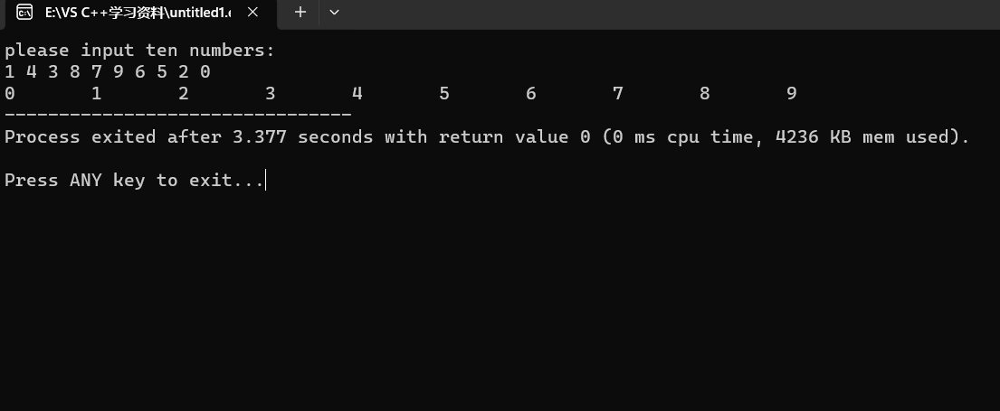 E:\VS C++学习资料\untitled1.
please input ten numbers:
1 4 3 8 7 9 6 5 2 0
0 1 2 3 4 5 6 7 8 9
--------------------------------
Process exited after 3.377 seconds with return value 0 (0 ms cpu time, 4236 KB mem used).
Press ANY key to exit...